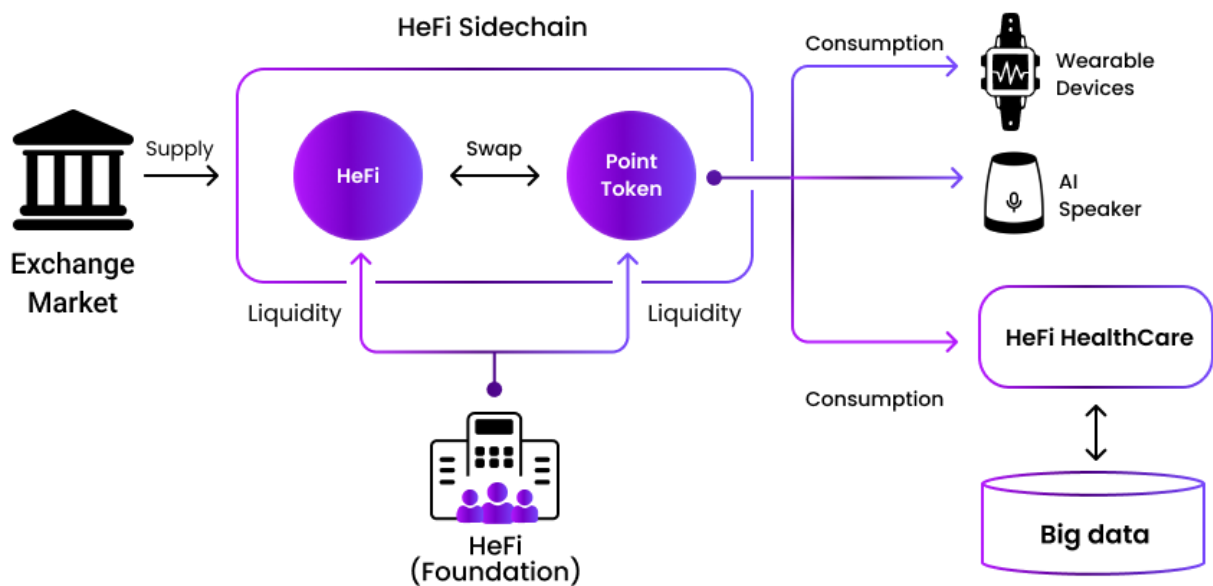 HeFi Sidechain
Consumption
Wearable
Devices
Supply
HeFi
Swap
Point
Token
AI
Speaker
Exchange
Market
Liquidity
Liquidity
HeFi HealthCare
Consumption
HeFi
(Foundation)
Big data